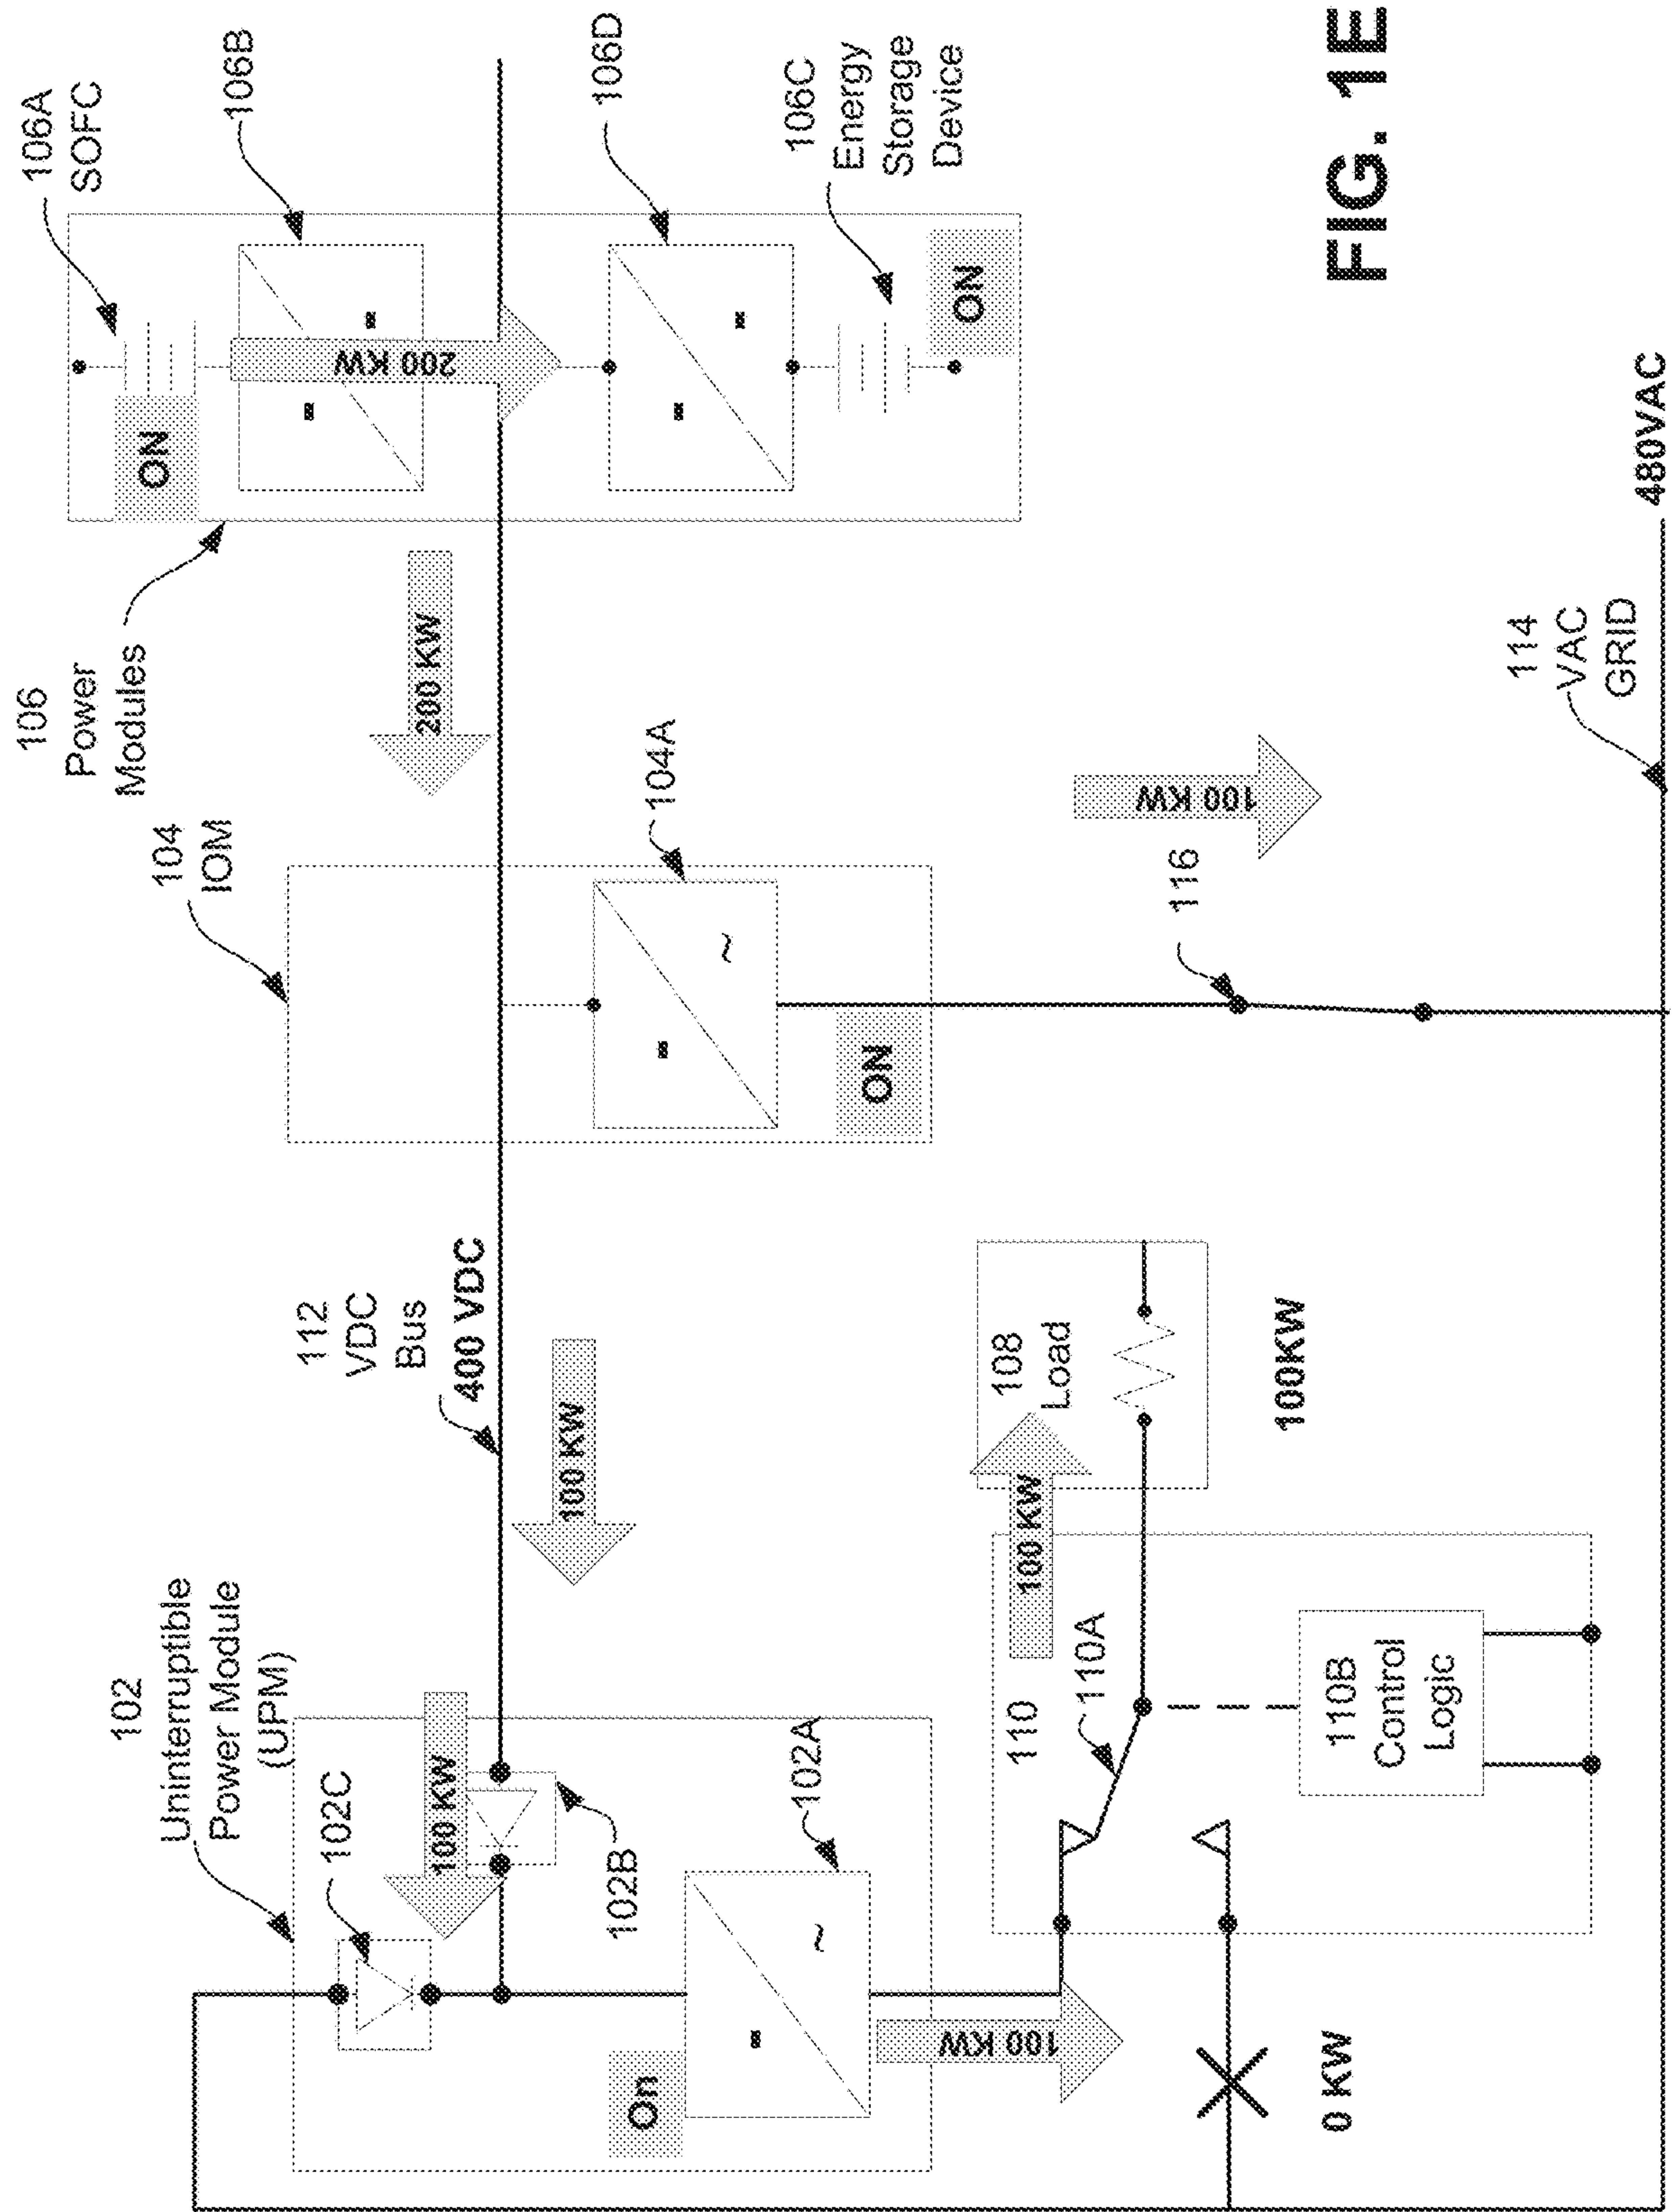 102
Uninterruptible
Power Module
(UPM)
102C
100 KW
102B
102A
On
=
~
100 KW
0 KW
112
VDC
Bus
400 VDC
100 KW
110
110A
100 KW
110B
Control
Logic
108
Load
100KW
104
IOM
104A
=
~
ON
116
100 KW
106
Power
Modules
200 KW
106A
SOFC
ON
106B
=
=
200 KW
106D
=
=
106C
Energy
Storage
Device
ON
114
VAC
GRID
480VAC
FIG. 1E